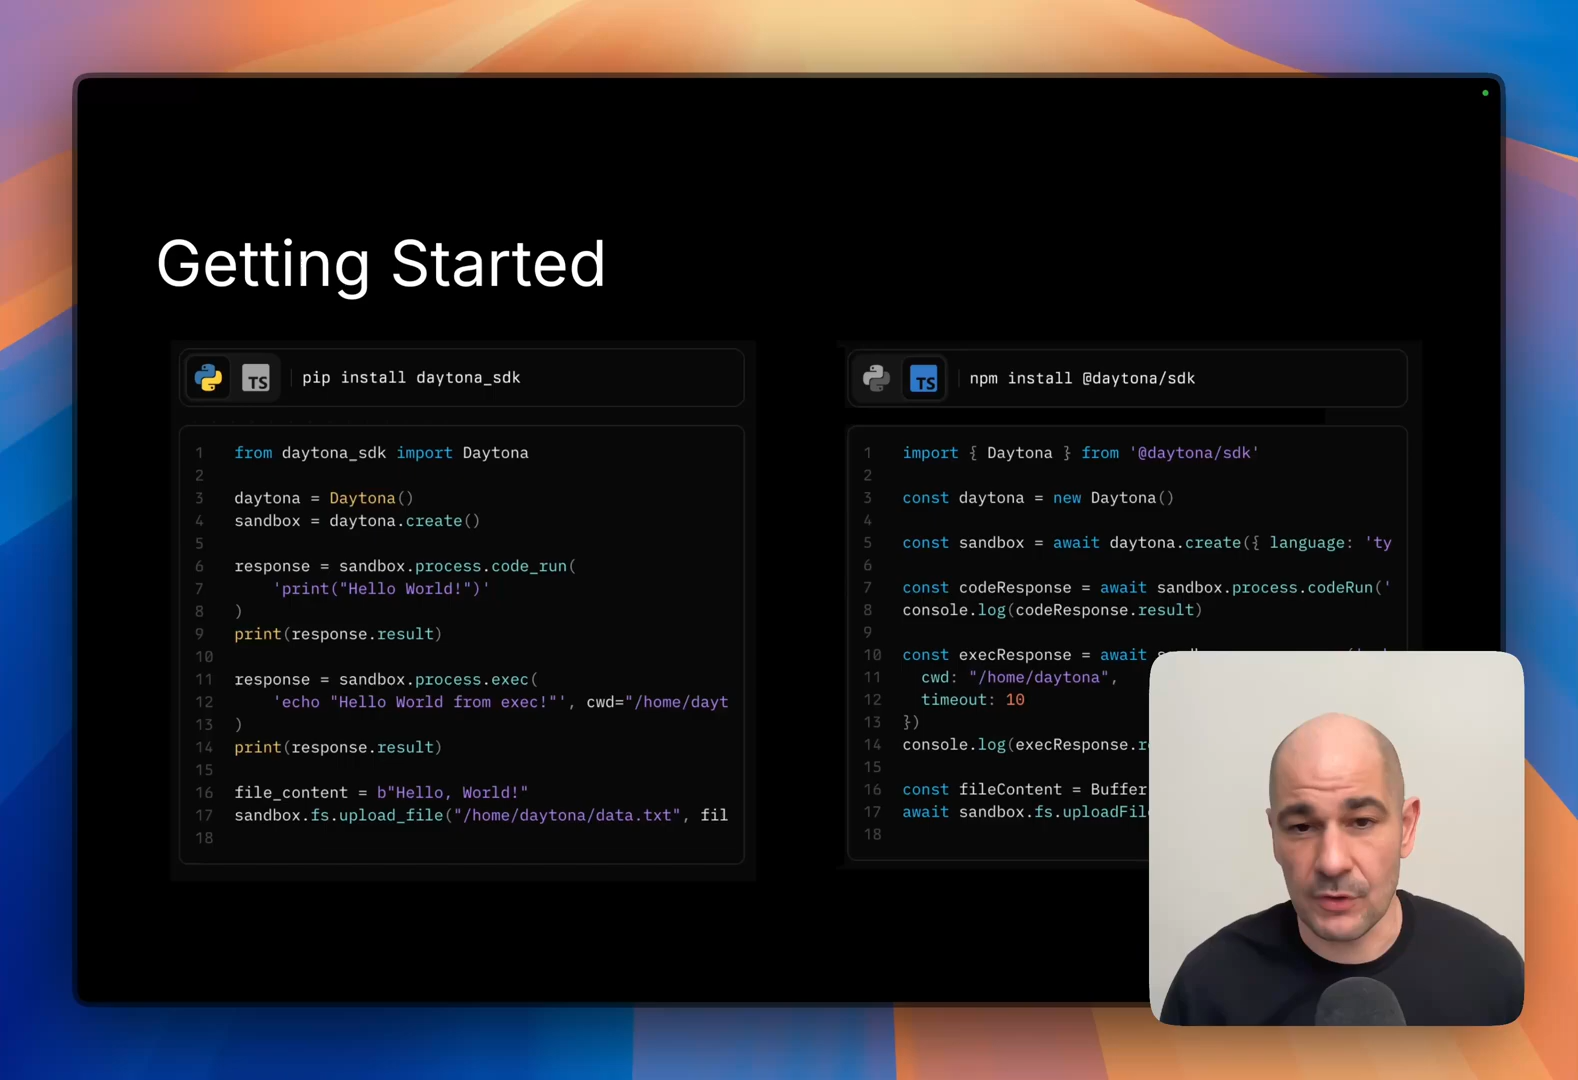 Getting Started
TS
pip install daytona_sdk
1 from daytona_sdk import Daytona
2
3 daytona = Daytona()
4 sandbox = daytona.create()
5
6 response = sandbox.process.code_run(
7 'print("Hello World!")'
8 )
9 print(response.result)
10
11 response = sandbox.process.exec(
12 'echo "Hello World from exec!"', cwd="/home/dayt
13 )
14 print(response.result)
15
16 file_content = b"Hello, World!"
17 sandbox.fs.upload_file("/home/daytona/data.txt", fil
18
TS
npm install @daytona/sdk
1 import { Daytona } from '@daytona/sdk'
2
3 const daytona = new Daytona()
4
5 const sandbox = await daytona.create({ language: 'ty
6
7 const codeResponse = await sandbox.process.codeRun('
8 console.log(codeResponse.result)
9
10 const execResponse = await
11 cwd: "/home/daytona",
12 timeout: 10
13 })
14 console.log(execResponse.r
15
16 const fileContent = Buffer
17 await sandbox.fs.uploadFil
18